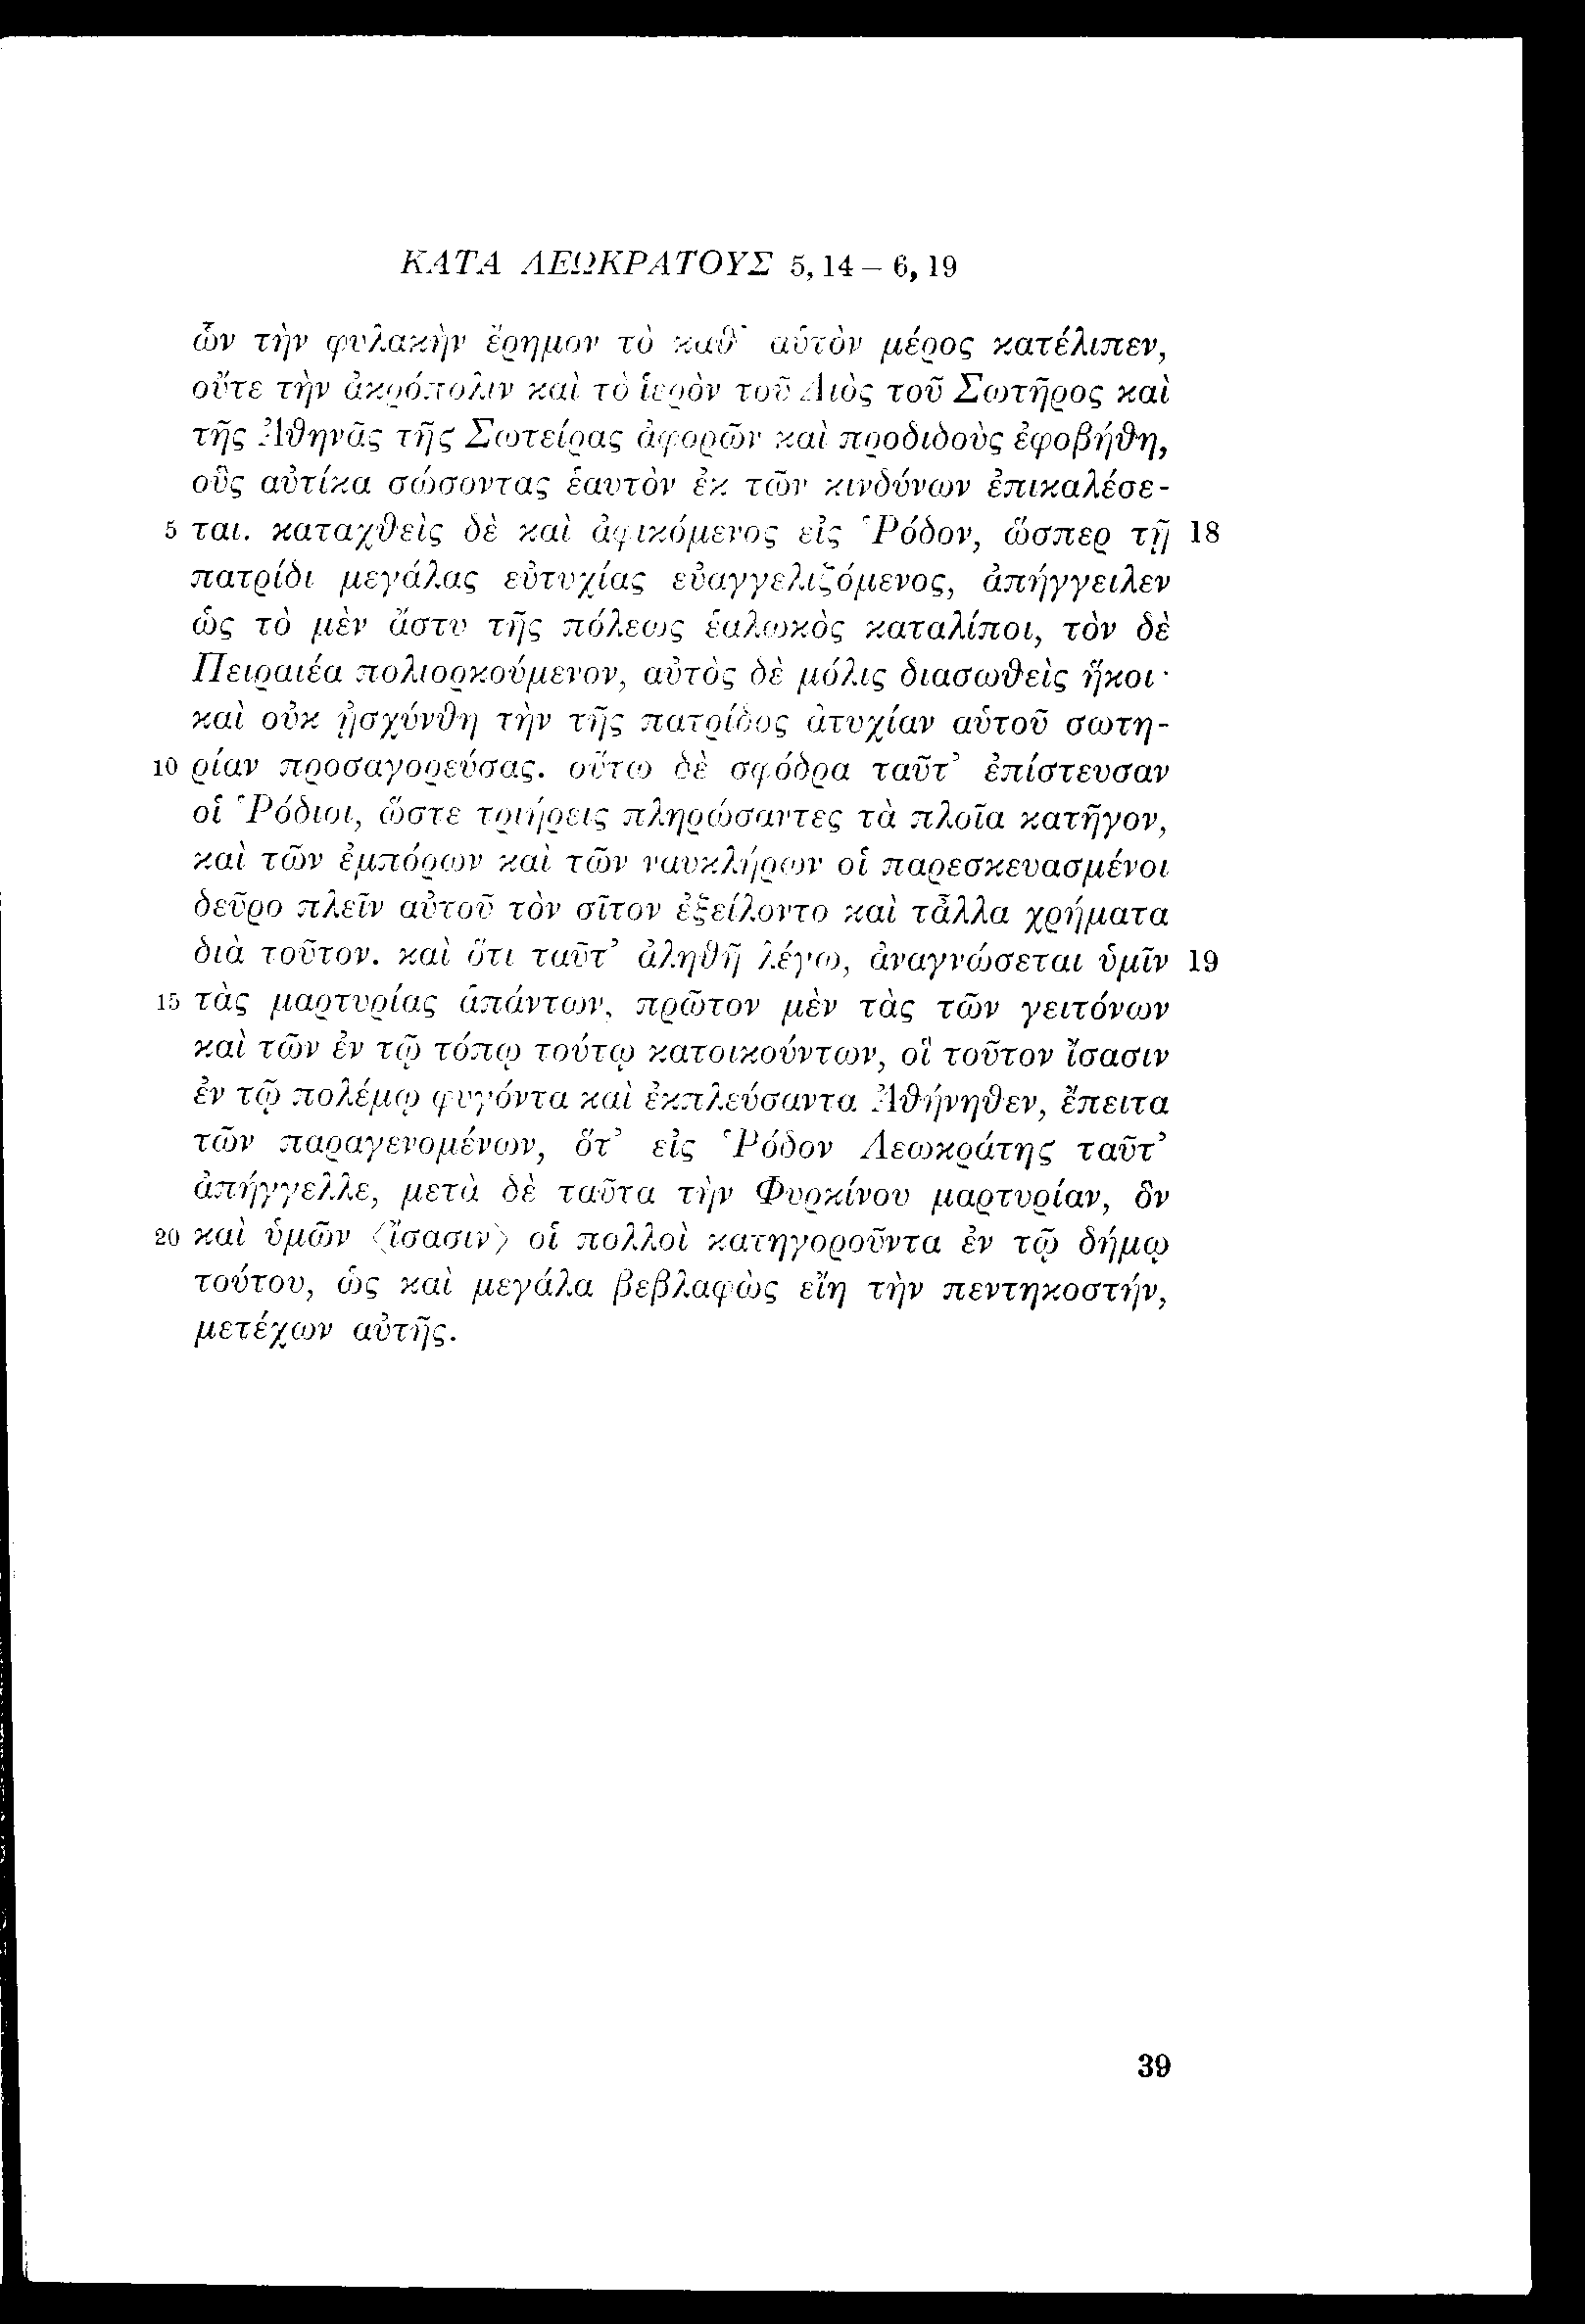 ΚΑΤΑ ΛΕΩΚΡΑΤΟΥΣ 5, 14 – 6, 19
ὧν τὴν φυλακὴν ἔρημον τὸ καθ' αὑτὸν μέρος κατέλιπεν,
οὔτε τὴν ἀκρόπολιν καὶ τὸ ἱερὸν τοῦ Διὸς τοῦ Σωτῆρος καὶ
τῆς Ἀθηνᾶς τῆς Σωτείρας ἀφορῶν καὶ προδιδοὺς ἐφοβήθη,
οὓς αὐτίκα σώσοντας ἑαυτὸν ἐκ τῶν κινδύνων ἐπικαλέσε-
5 ται. καταχθεὶς δὲ καὶ ἀφικόμενος εἰς Ῥόδον, ὥσπερ τῇ 18
πατρίδι μεγάλας εὐτυχίας εὐαγγελιζόμενος, ἀπήγγειλεν
ὡς τὸ μὲν ἄστυ τῆς πόλεως ἑαλωκὸς καταλίποι, τὸν δὲ
Πειραιέα πολιορκούμενον, αὐτὸς δὲ μόλις διασωθεὶς ἥκοι·
καὶ οὐκ ᾐσχύνθη τὴν τῆς πατρίδος ἀτυχίαν αὑτοῦ σωτη-
10 ρίαν προσαγορεύσας. οὕτω δὲ σφόδρα ταῦτ' ἐπίστευσαν
οἱ Ῥόδιοι, ὥστε τριήρεις πληρώσαντες τὰ πλοῖα κατῆγον,
καὶ τῶν ἐμπόρων καὶ τῶν ναυκλήρων οἱ παρεσκευασμένοι
δεῦρο πλεῖν αὐτοῦ τὸν σῖτον ἐξείλοντο καὶ τἆλλα χρήματα
διὰ τοῦτον. καὶ ὅτι ταῦτ' ἀληθῆ λέγω, ἀναγνώσεται ὑμῖν 19
15 τὰς μαρτυρίας ἁπάντων, πρῶτον μὲν τὰς τῶν γειτόνων
καὶ τῶν ἐν τῷ τόπῳ τούτῳ κατοικούντων, οἳ τοῦτον ἴσασιν
ἐν τῷ πολέμῳ φυγόντα καὶ ἐκπλεύσαντα Ἀθήνηθεν, ἔπειτα
τῶν παραγενομένων, ὅτ' εἰς Ῥόδον Λεωκράτης ταῦτ'
ἀπήγγελλε, μετὰ δὲ ταῦτα τὴν Φυρκίνου μαρτυρίαν, ὃν
20 καὶ ὑμῶν ⟨ἴσασιν⟩ οἱ πολλοὶ κατηγοροῦντα ἐν τῷ δήμῳ
τούτου, ὡς καὶ μεγάλα βεβλαφὼς εἴη τὴν πεντηκοστήν,
μετέχων αὐτῆς.
39